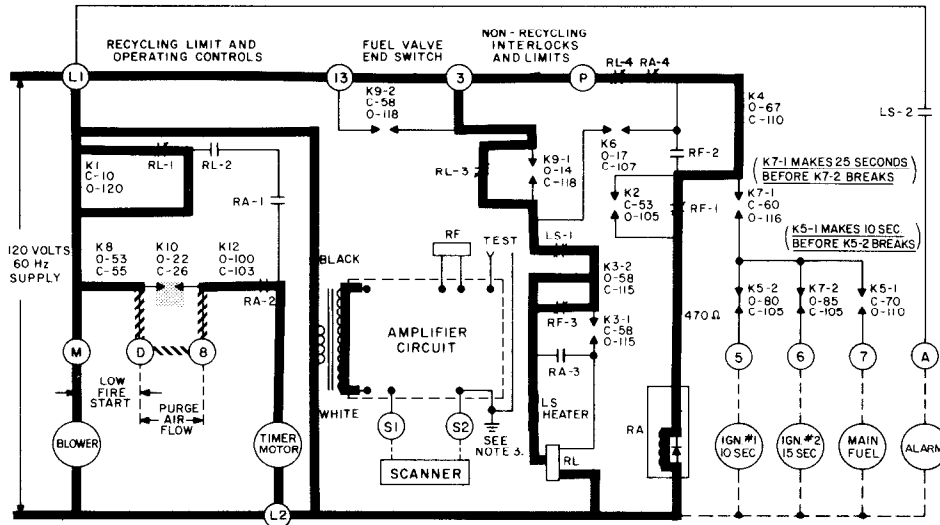 RECYCLING LIMIT AND
OPERATING CONTROLS
FUEL VALVE
END SWITCH
NON-RECYCLING
INTERLOCKS
AND LIMITS
L1
13
3
P
RL-4 RA-4
K9-2
C-58
O-118
K4
O-67
C-110
LS-2
K1
C-10
O-120
RL-1
RL-2
RA-1
RL-3
K9-1
O-14
C-118
K6
O-17
C-107
RF-2
K2
C-53
O-105
RF-1
(K7-1 MAKES 25 SECONDS
BEFORE K7-2 BREAKS)
K7-1
C-60
O-116
(K5-1 MAKES 10 SEC.
BEFORE K5-2 BREAKS)
120 VOLTS
60 Hz
SUPPLY
K8
O-53
C-55
K10
O-22
C-26
K12
O-100
C-103
RA-2
BLACK
RF
TEST
LS-1
K3-2
O-58
C-115
RF-3
K3-1
C-58
O-115
RA-3
AMPLIFIER
CIRCUIT
470Ω
K5-2
O-80
C-105
K7-2
O-85
C-105
K5-1
C-70
O-110
M
D
8
5
6
7
A
LOW
FIRE
START
PURGE
AIR
FLOW
WHITE
S1
S2
SEE
NOTE 3.
LS
HEATER
RL
RA
BLOWER
TIMER
MOTOR
SCANNER
IGN #1
10 SEC
IGN. #2
15 SEC
MAIN
FUEL
ALARM
L2